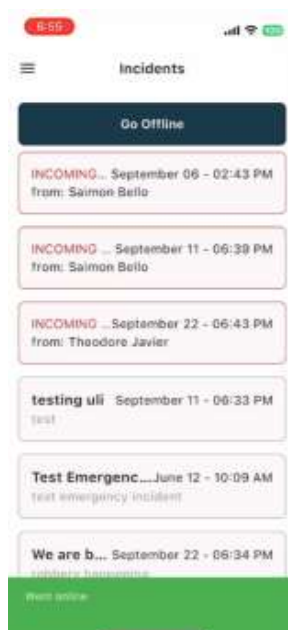 6:55
Incidents
Go Offline
INCOMING... September 06 - 02:43 PM
from: Saimon Bello
INCOMING ... September 11 - 06:39 PM
from: Saimon Bello
INCOMING ...September 22 - 06:43 PM
from: Theodore Javier
testing uli September 11 - 06:33 PM
test
Test Emergenc....June 12 - 10:09 AM
test emergency incident
We are b... September 22 - 06:34 PM
robbery happening
Went online